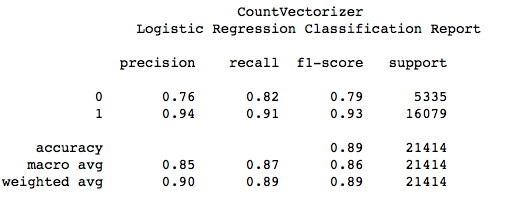 CountVectorizer
Logistic Regression Classification Report
precision recall f1-score support
0 0.76 0.82 0.79 5335
1 0.94 0.91 0.93 16079
accuracy 0.89 21414
macro avg 0.85 0.87 0.86 21414
weighted avg 0.90 0.89 0.89 21414